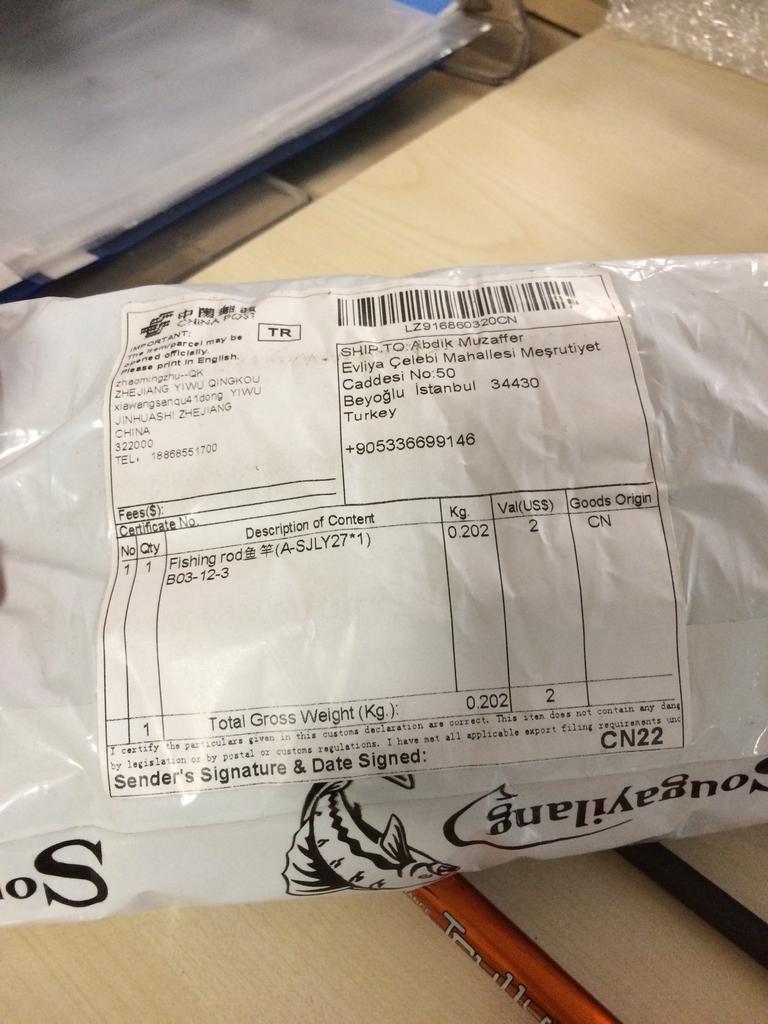 中國郵政
CHINA POST
TR
IMPORTANT:
The item/parcel may be
opened officially.
Please print in English.
zhaomingzhu--QK
ZHEJIANG YIWU QINGKOU
xiawangsanqu41dong YIWU
JINHUASHI ZHEJIANG
CHINA
322000
TEL: 18868551700
LZ916860320CN
SHIP TO: Abdik Muzaffer
Evliya Çelebi Mahallesi Meşrutiyet
Caddesi No:50
Beyoğlu İstanbul 34430
Turkey
+905336699146
Fees($):
Certificate No.
No Qty Description of Content Kg. Val(US$) Goods Origin
1 1 Fishing rod鱼竿(A-SJLY27*1) 0.202 2 CN
B03-12-3
1 Total Gross Weight (Kg.): 0.202 2
I certify the particulars given in this customs declaration are correct. This item does not contain any dang
by legislation or by postal or customs regulations. I have met all applicable export filing requirements unc
Sender's Signature & Date Signed: CN22
Sougayilang
So